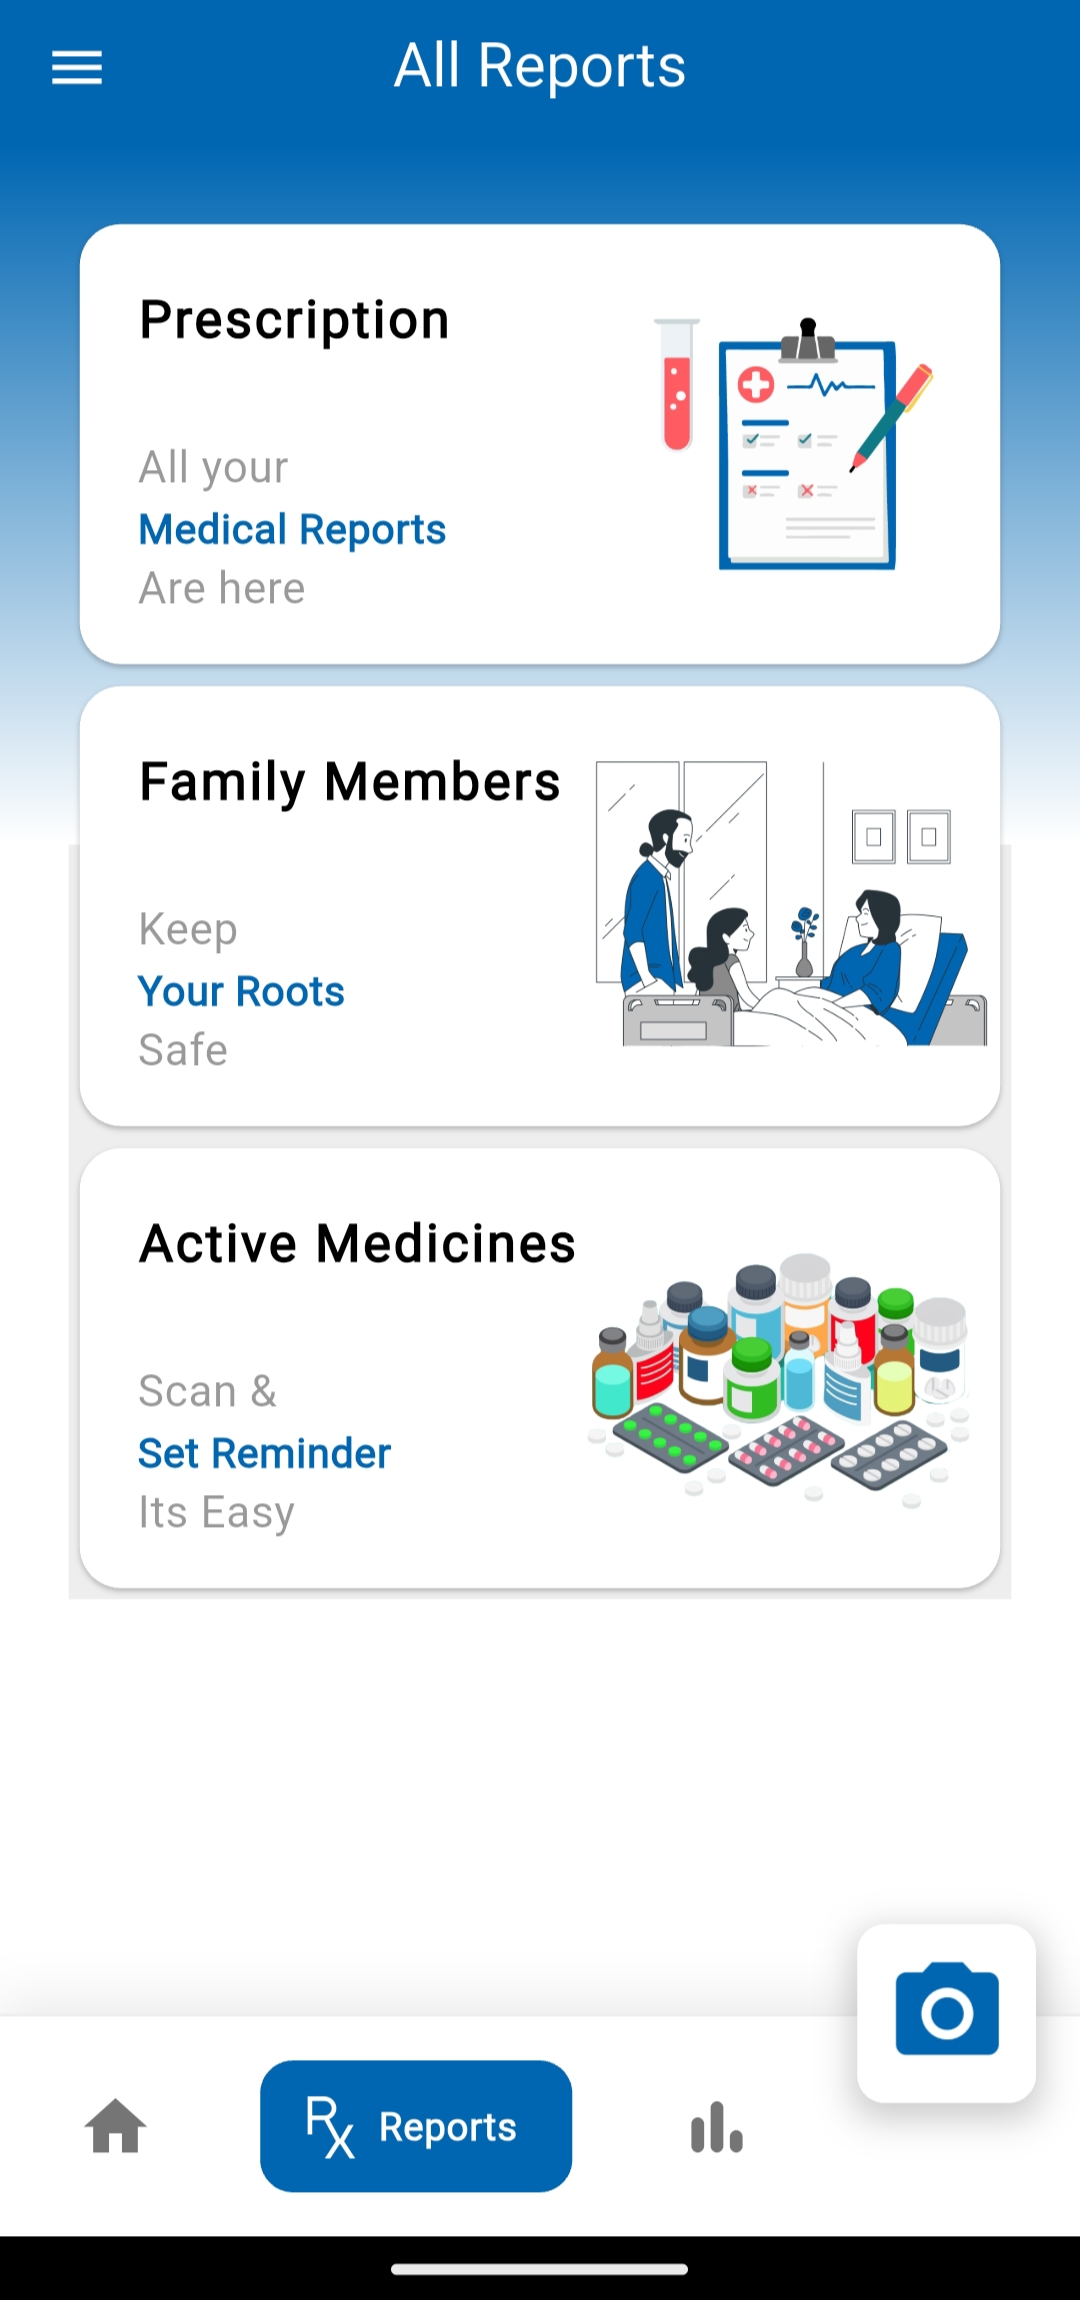 All Reports
Prescription
All your
Medical Reports
Are here
Family Members
Keep
Your Roots
Safe
Active Medicines
Scan &
Set Reminder
Its Easy
Rx Reports